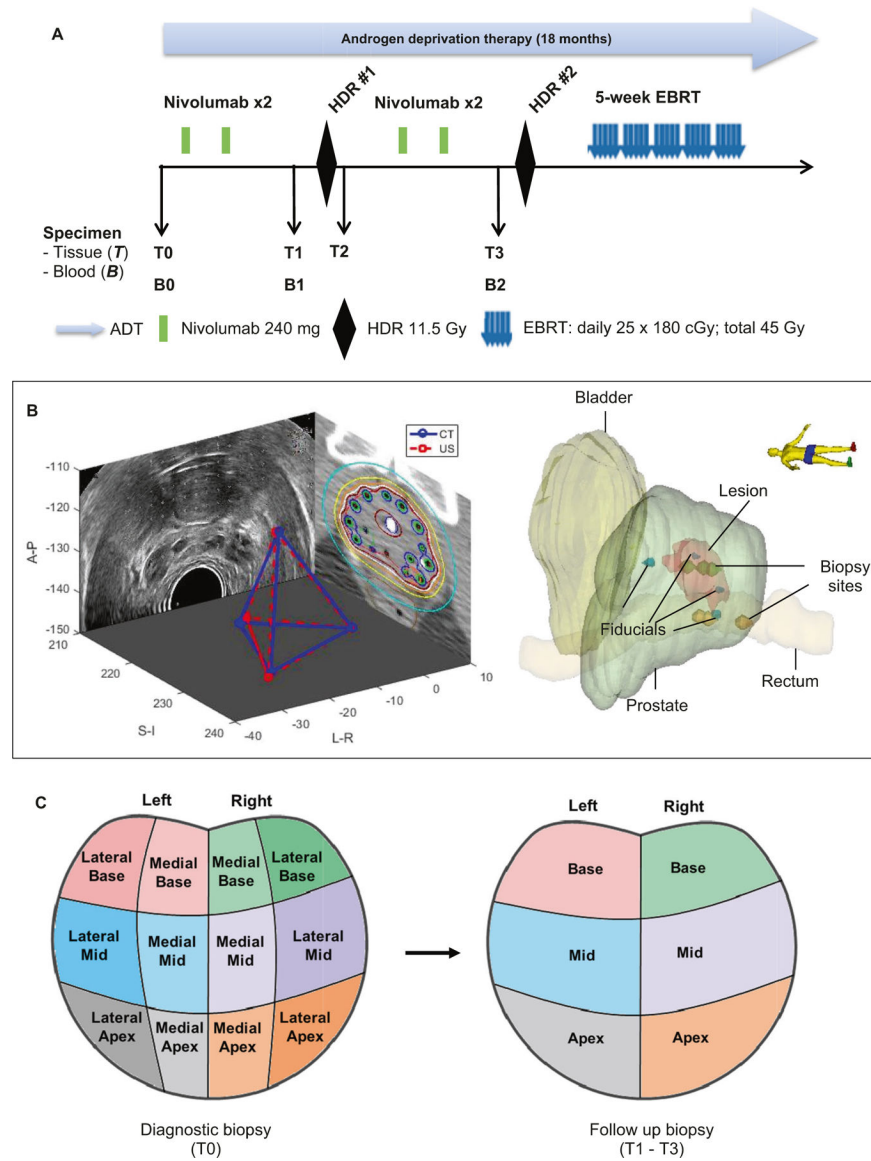 A
Androgen deprivation therapy (18 months)
Nivolumab x2
HDR #1
Nivolumab x2
HDR #2
5-week EBRT
Specimen
- Tissue (T)
- Blood (B)
T0
T1
T2
T3
B0
B1
B2
ADT
Nivolumab 240 mg
HDR 11.5 Gy
EBRT: daily 25 x 180 cGy; total 45 Gy
B
CT
US
A-P
-110
-120
-130
-140
-150
210
220
230
240
S-I
-40
-30
-20
-10
0
10
L-R
Bladder
Lesion
Biopsy
sites
Fiducials
Rectum
Prostate
C
Left
Right
Lateral
Base
Medial
Base
Medial
Base
Lateral
Base
Lateral
Mid
Medial
Mid
Medial
Mid
Lateral
Mid
Lateral
Apex
Medial
Apex
Medial
Apex
Lateral
Apex
Diagnostic biopsy
(T0)
Left
Right
Base
Base
Mid
Mid
Apex
Apex
Follow up biopsy
(T1 - T3)